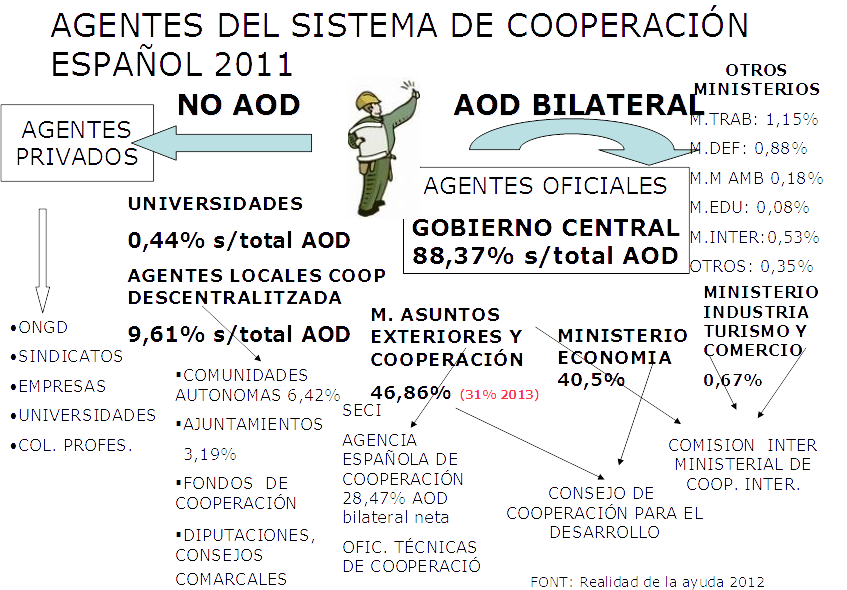 AGENTES DEL SISTEMA DE COOPERACIÓN
ESPAÑOL 2011
NO AOD
AOD BILATERAL
OTROS
MINISTERIOS
M.TRAB: 1,15%
M.DEF: 0,88%
M.M AMB 0,18%
M.EDU: 0,08%
M.INTER:0,53%
OTROS: 0,35%
AGENTES
PRIVADOS
AGENTES OFICIALES
GOBIERNO CENTRAL
88,37% s/total AOD
UNIVERSIDADES
0,44% s/total AOD
AGENTES LOCALES COOP
DESCENTRALITZADA
9,61% s/total AOD
•ONGD
•SINDICATOS
•EMPRESAS
•UNIVERSIDADES
•COL. PROFES.
▪COMUNIDADES
AUTONOMAS 6,42%
▪AJUNTAMIENTOS
3,19%
▪FONDOS DE
COOPERACIÓN
▪DIPUTACIONES,
CONSEJOS
COMARCALES
M. ASUNTOS
EXTERIORES Y
COOPERACIÓN
46,86% (31% 2013)
SECI
AGENCIA
ESPAÑOLA DE
COOPERACIÓN
28,47% AOD
bilateral neta
OFIC. TÉCNICAS
DE COOPERACIÓ
MINISTERIO
ECONOMIA
40,5%
MINISTERIO
INDUSTRIA
TURISMO Y
COMERCIO
0,67%
CONSEJO DE
COOPERACIÓN PARA EL
DESARROLLO
COMISION INTER
MINISTERIAL DE
COOP. INTER.
FONT: Realidad de la ayuda 2012